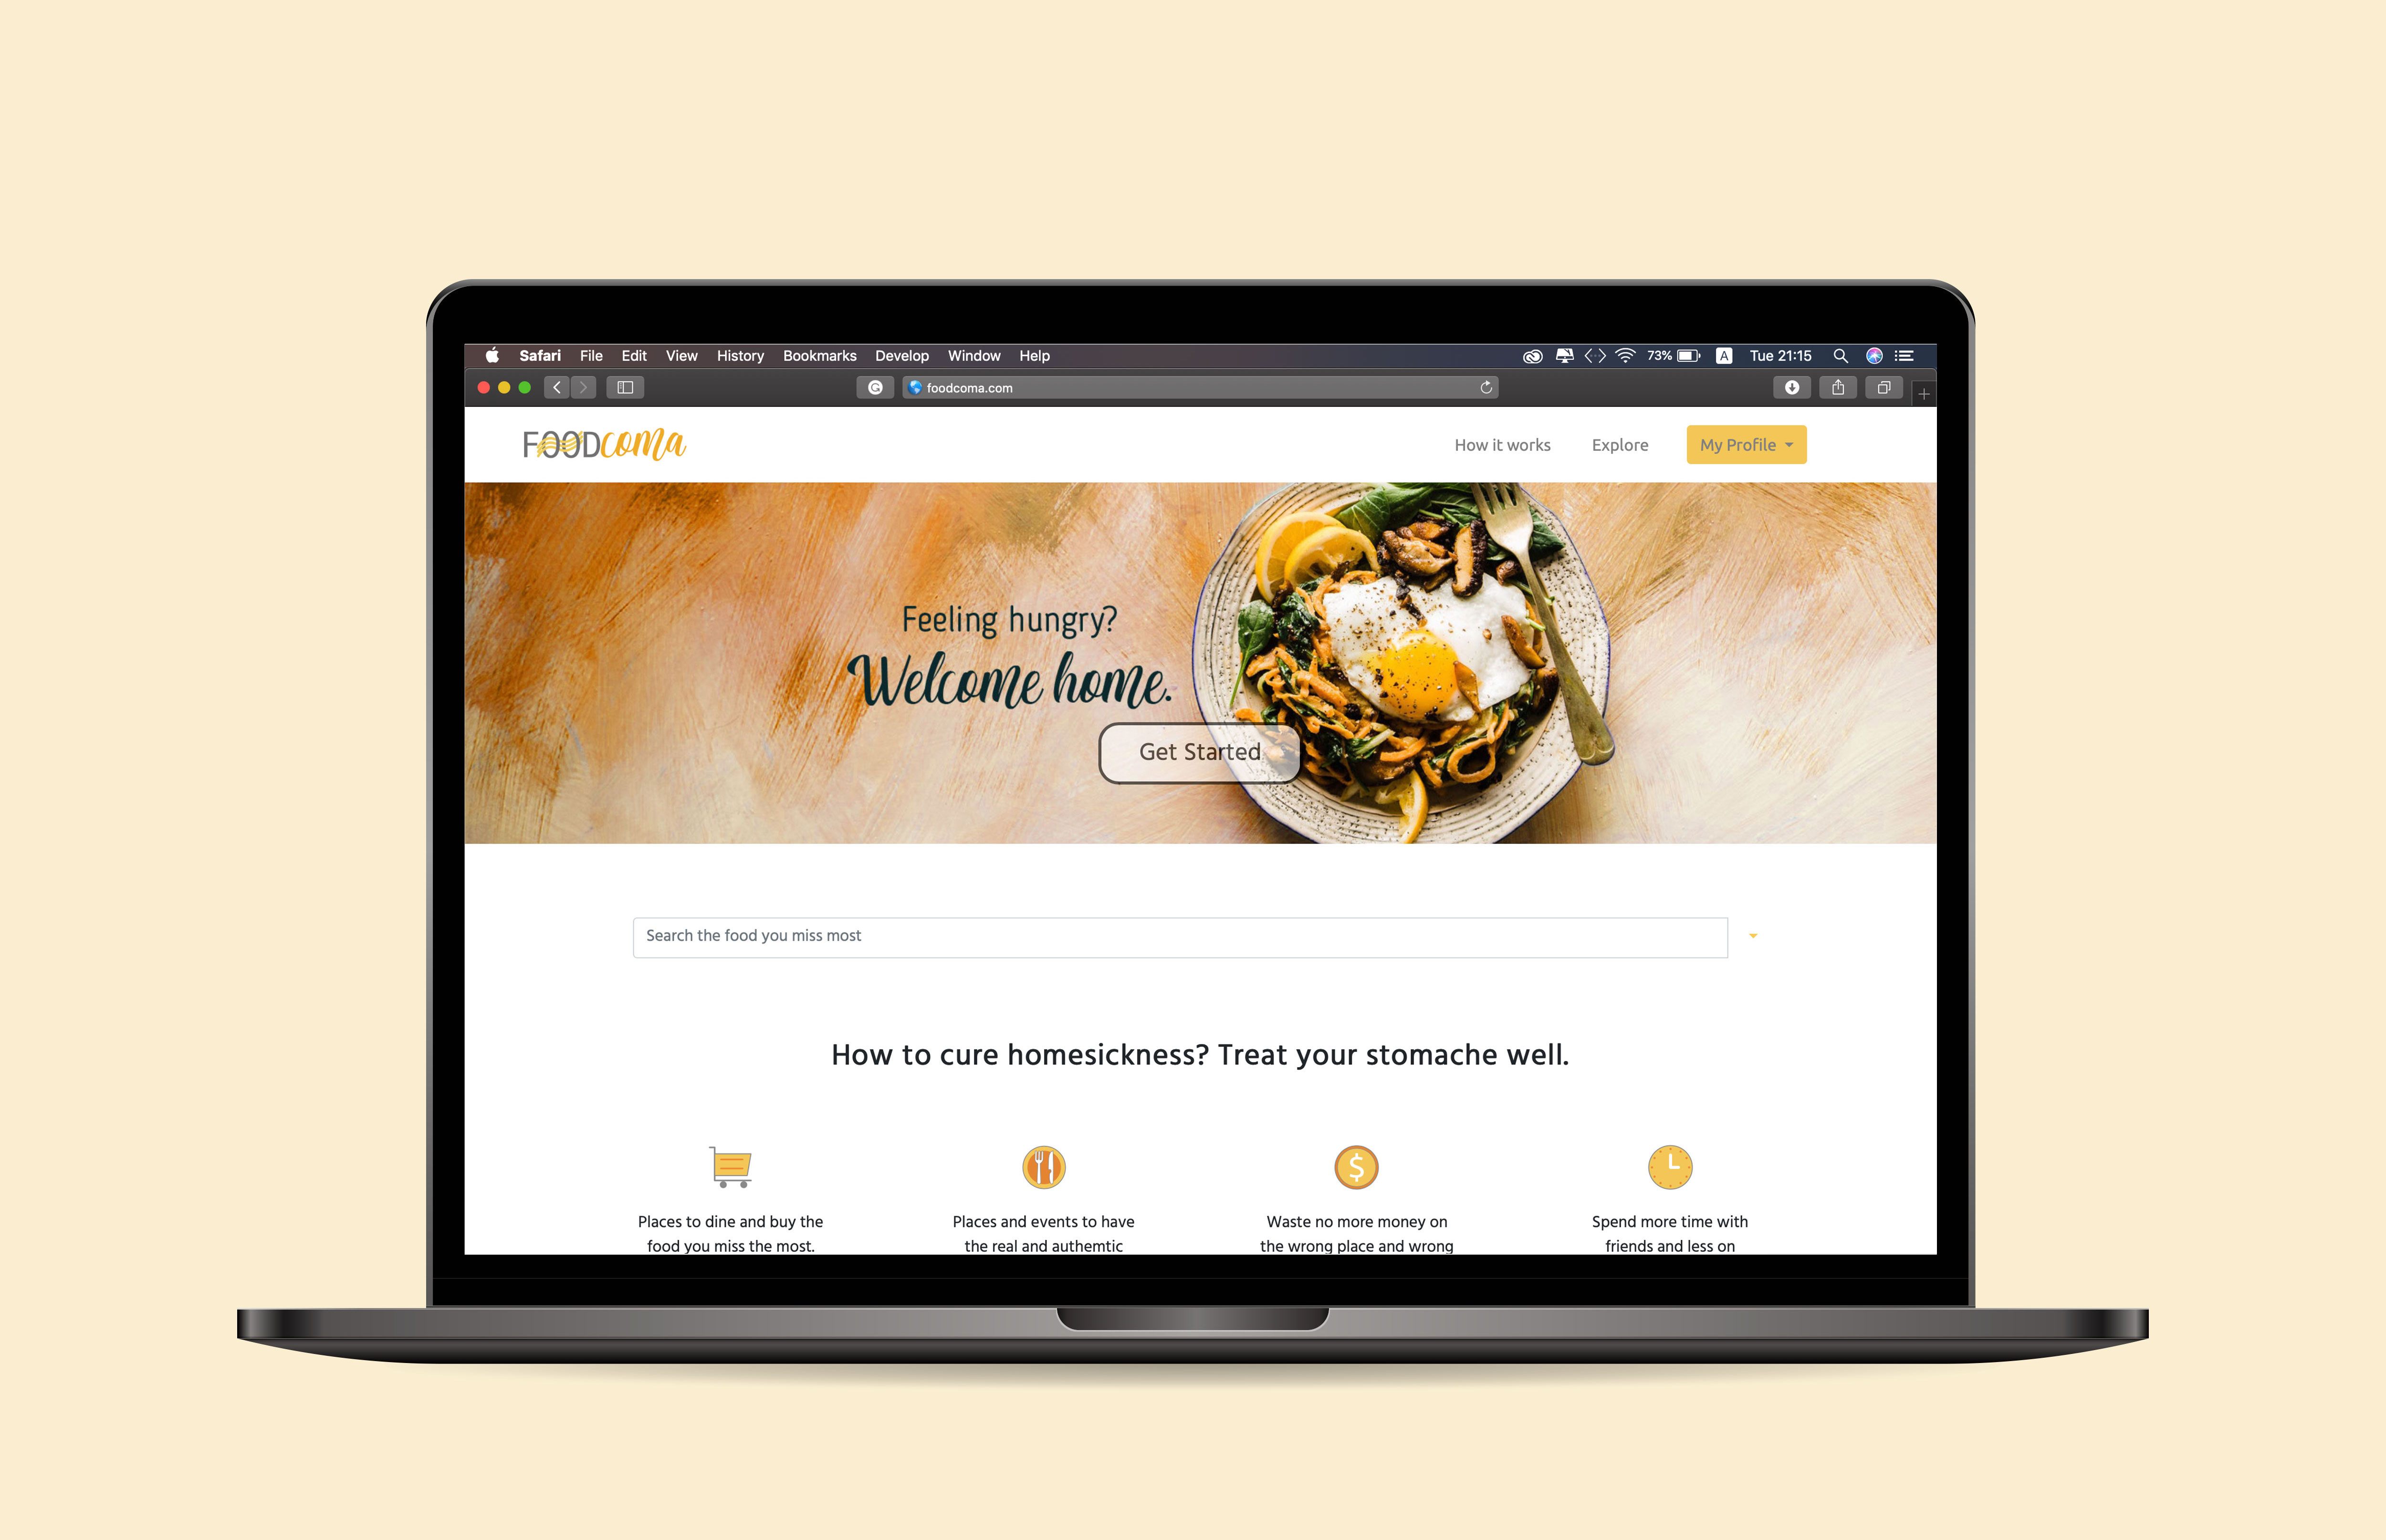 Safari File Edit View History Bookmarks Develop Window Help 73% A Tue 21:15
foodcoma.com
FOODcoma How it works Explore My Profile
Feeling hungry?
Welcome home.
Get Started
Search the food you miss most
How to cure homesickness? Treat your stomache well.
$
Places to dine and buy the
food you miss the most.
Places and events to have
the real and authemtic
Waste no more money on
the wrong place and wrong
Spend more time with
friends and less on